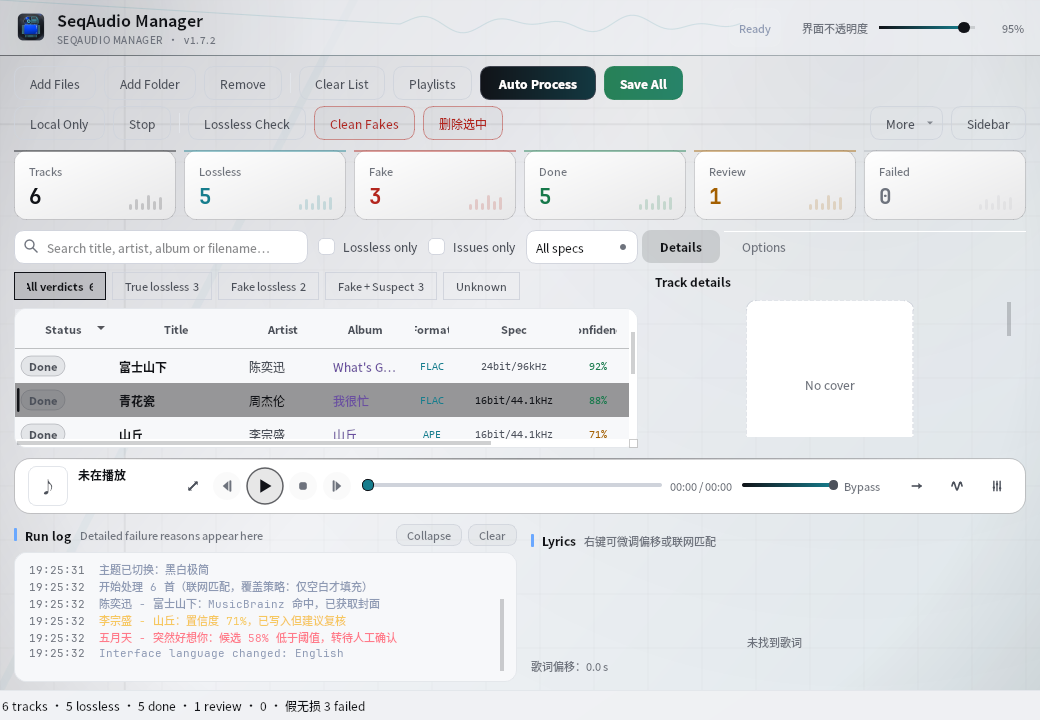 SeqAudio Manager
SEQAUDIO MANAGER • v1.7.2
Ready
界面不透明度
95%
Add Files
Add Folder
Remove
Clear List
Playlists
Auto Process
Save All
Local Only
Stop
Lossless Check
Clean Fakes
删除选中
More
Sidebar
Tracks
Lossless
Fake
Done
Review
Failed
6
5
3
5
1
0
Search title, artist, album or filename…
Lossless only
Issues only
All specs
Details
Options
All verdicts 6
True lossless 3
Fake lossless 2
Fake + Suspect 3
Unknown
Track details
Status
Title
Artist
Album
Format
Spec
onfiden
Done
富士山下
陈奕迅
What's G…
FLAC
24bit/96kHz
92%
Done
青花瓷
周杰伦
我很忙
FLAC
16bit/44.1kHz
88%
Done
山丘
李宗盛
山丘
APE
16bit/44.1kHz
71%
No cover
未在播放
00:00 / 00:00
Bypass
Run log
Detailed failure reasons appear here
Collapse
Clear
19:25:31 主题已切换: 黑白极简
19:25:32 开始处理 6 首（联网匹配，覆盖策略: 仅空白才填充）
19:25:32 陈奕迅 - 富士山下: MusicBrainz 命中，已获取封面
19:25:32 李宗盛 - 山丘: 置信度 71%，已写入但建议复核
19:25:32 五月天 - 突然好想你: 候选 58% 低于阈值，转待人工确认
19:25:32 Interface language changed: English
Lyrics
右键可微调偏移或联网匹配
未找到歌词
歌词偏移: 0.0 s
6 tracks • 5 lossless • 5 done • 1 review • 0 • 假无损 3 failed